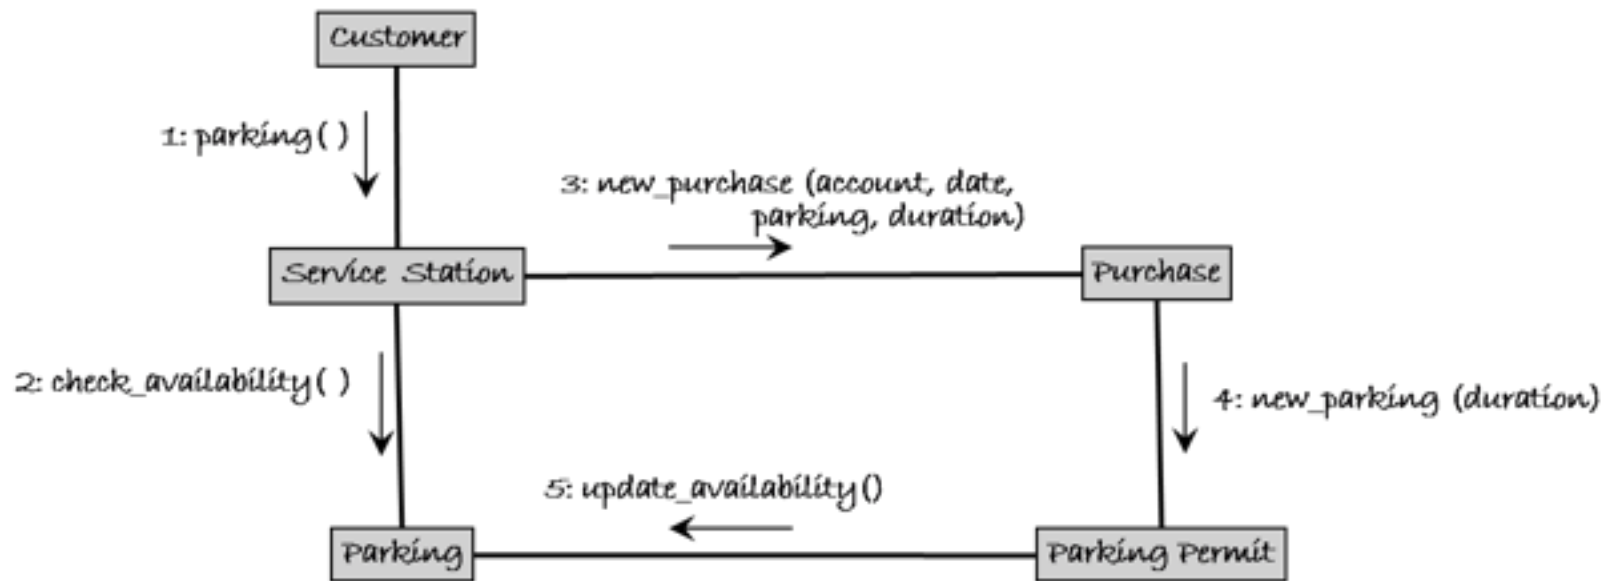 Customer
1: parking( )
3: new_purchase (account, date,
parking, duration)
Service Station
Purchase
2: check_availability( )
4: new_parking (duration)
5: update_availability()
Parking
Parking Permit